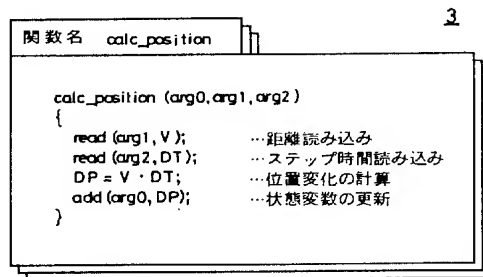 3
関数名 calc_position
calc_position (arg0,arg1,arg2)
{
read (arg1,V); …距離読み込み
read (arg2,DT); …ステップ時間読み込み
DP = V・DT; …位置変化の計算
add (arg0,DP); …状態変数の更新
}